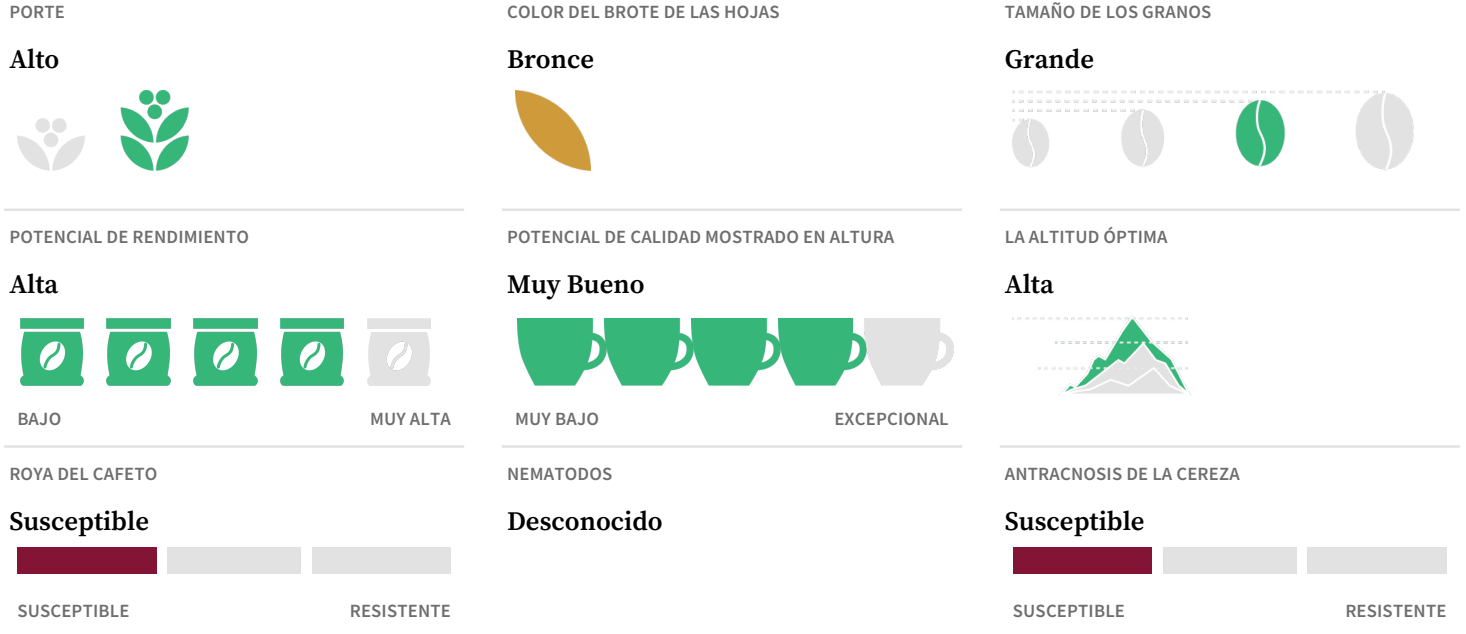 PORTE
Alto
COLOR DEL BROTE DE LAS HOJAS
Bronce
TAMAÑO DE LOS GRANOS
Grande
POTENCIAL DE RENDIMIENTO
Alta
BAJO
MUY ALTA
POTENCIAL DE CALIDAD MOSTRADO EN ALTURA
Muy Bueno
MUY BAJO
EXCEPCIONAL
LA ALTITUD ÓPTIMA
Alta
ROYA DEL CAFETO
Susceptible
SUSCEPTIBLE
RESISTENTE
NEMATODOS
Desconocido
ANTRACNOSIS DE LA CEREZA
Susceptible
SUSCEPTIBLE
RESISTENTE